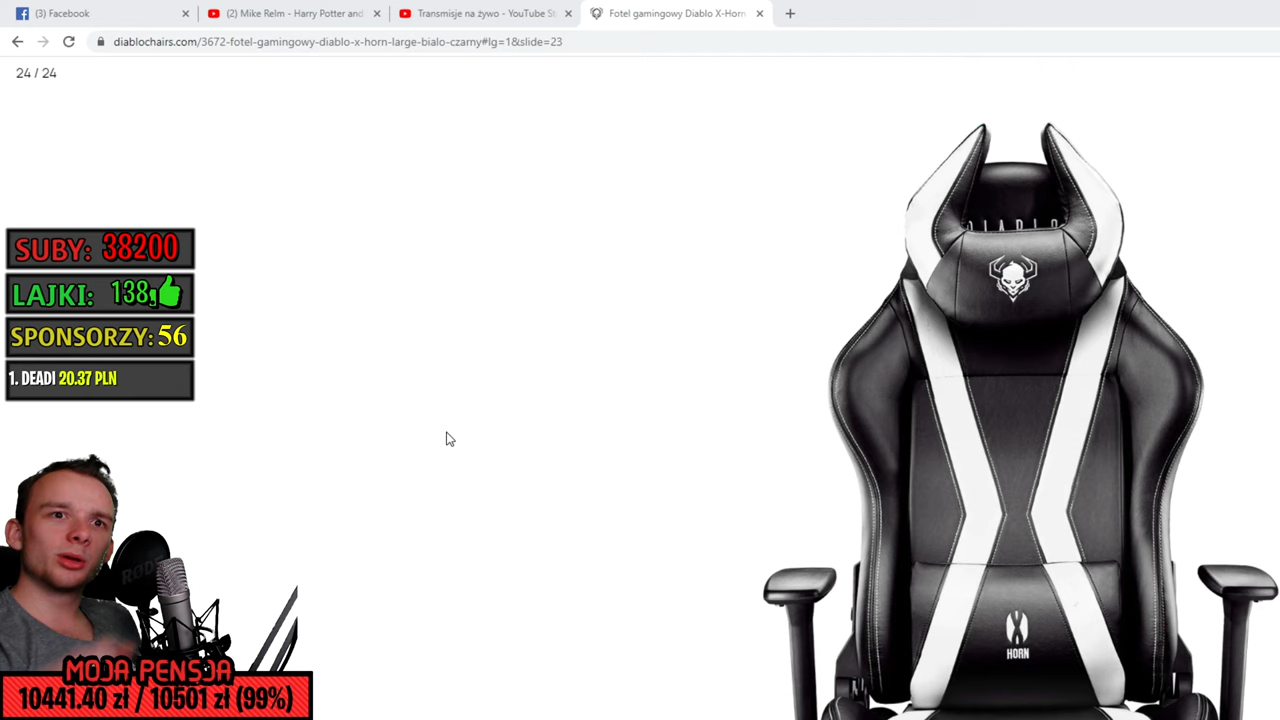 (3) Facebook
(2) Mike Relm - Harry Potter and
Transmisje na żywo - YouTube St
Fotel gamingowy Diablo X-Horn
diablochairs.com/3672-fotel-gamingowy-diablo-x-horn-large-bialo-czarny#lg=1&slide=23
24 / 24
DIABLO
SUBY: 38200
LAJKI: 138
SPONSORZY: 56
1. DEADI 20.37 PLN
RØDE
X
HORN
MOJA PENSJA
10441.40 zł / 10501 zł (99%)